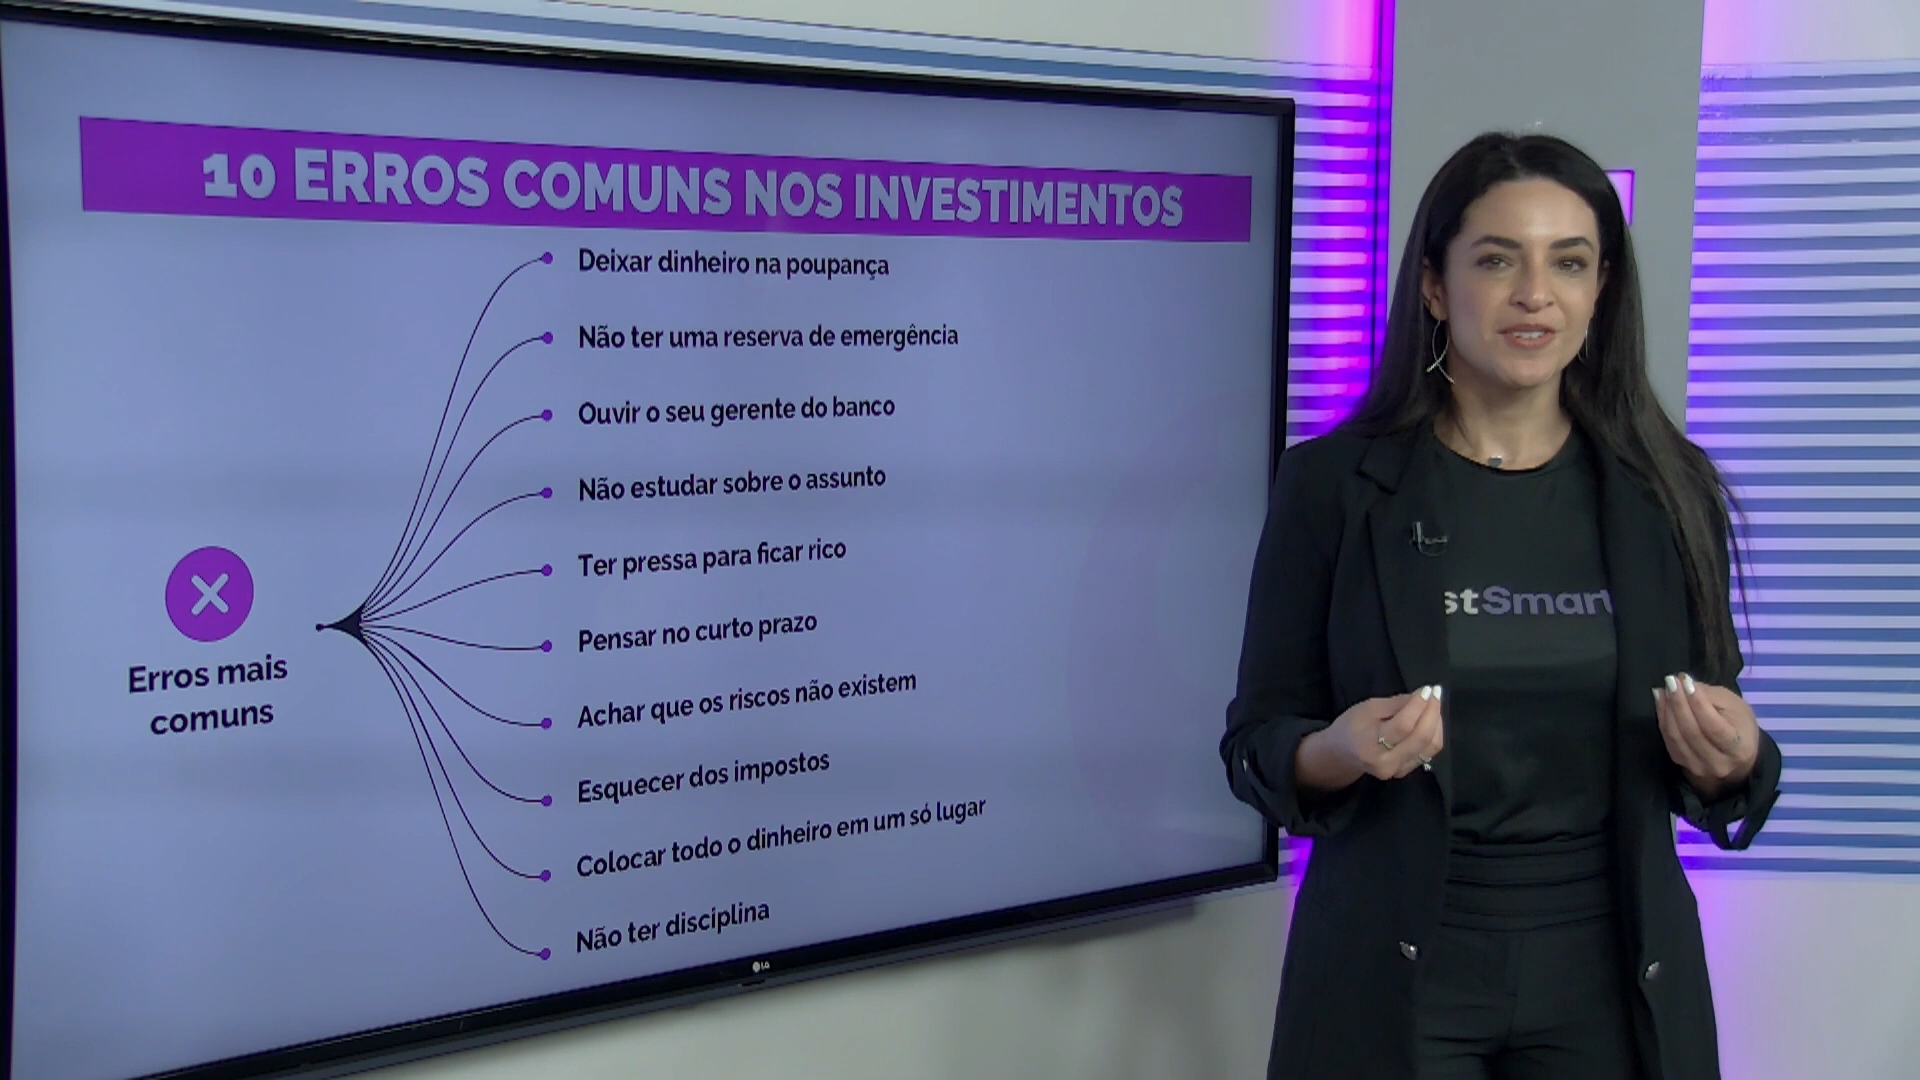 10 ERROS COMUNS NOS INVESTIMENTOS
Deixar dinheiro na poupança
Não ter uma reserva de emergência
Ouvir o seu gerente do banco
Não estudar sobre o assunto
Ter pressa para ficar rico
Pensar no curto prazo
Achar que os riscos não existem
Esquecer dos impostos
Colocar todo o dinheiro em um só lugar
Não ter disciplina
Erros mais
comuns
LG
stSmart